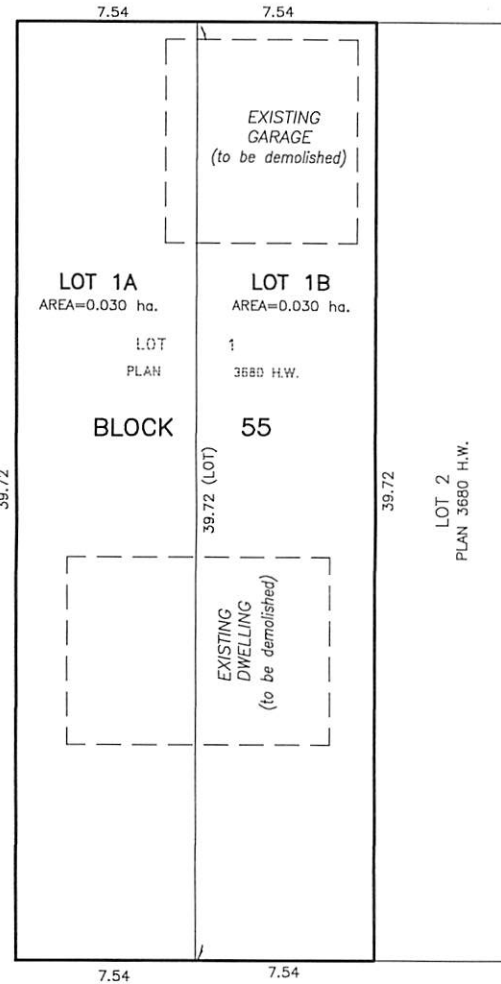 7.54 7.54
EXISTING
GARAGE
(to be demolished)
LOT 1A LOT 1B
AREA=0.030 ha. AREA=0.030 ha.
LOT 1
PLAN 3680 H.W.
BLOCK 55
39.72
39.72 (LOT)
39.72
LOT 2
PLAN 3680 H.W.
EXISTING
DWELLING
(to be demolished)
7.54 7.54